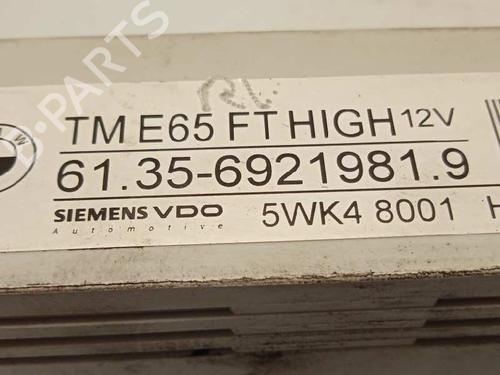 RL
TM E65 FT HIGH 12V
61.35-6921981.9
SIEMENS VDO 5WK4 8001 H
Automotive
B-PARTS